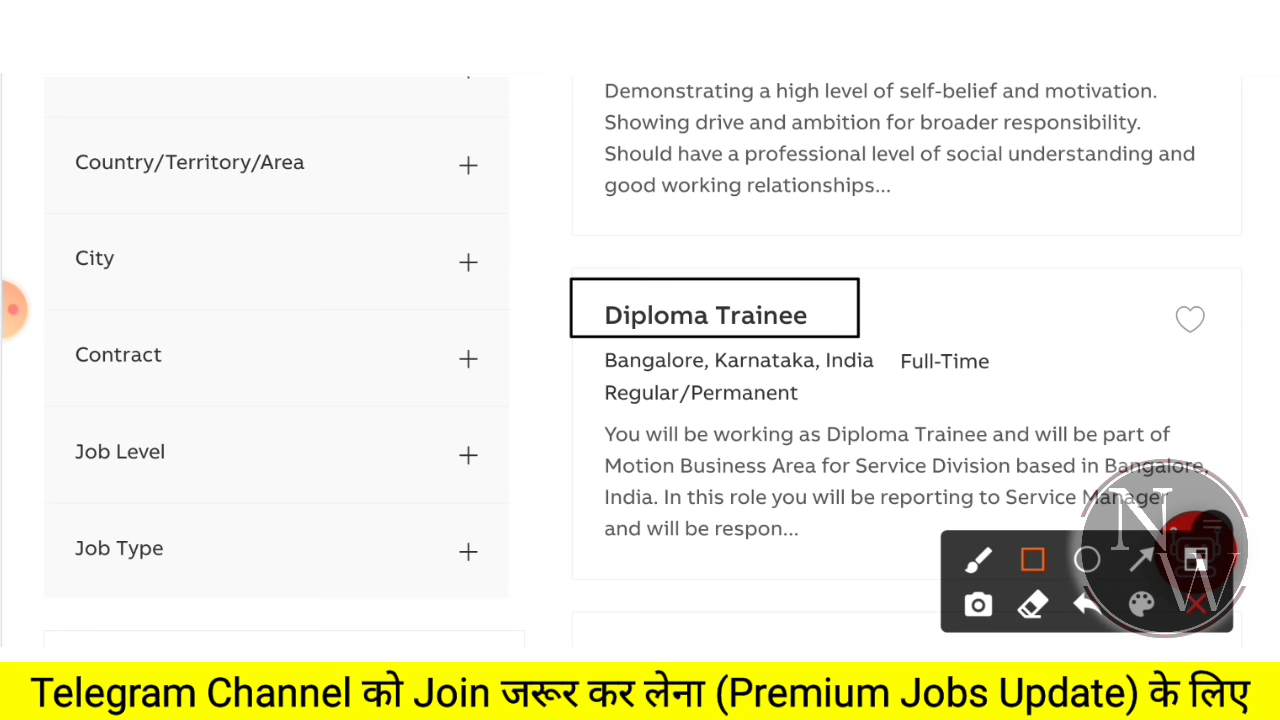 Demonstrating a high level of self-belief and motivation.
Showing drive and ambition for broader responsibility.
Should have a professional level of social understanding and
good working relationships...
Country/Territory/Area
City
Contract
Job Level
Job Type
Diploma Trainee
Bangalore, Karnataka, India Full-Time
Regular/Permanent
You will be working as Diploma Trainee and will be part of
Motion Business Area for Service Division based in Bangalore,
India. In this role you will be reporting to Service Manager
and will be respon...
N
W
Telegram Channel को Join जरूर कर लेना (Premium Jobs Update) के लिए